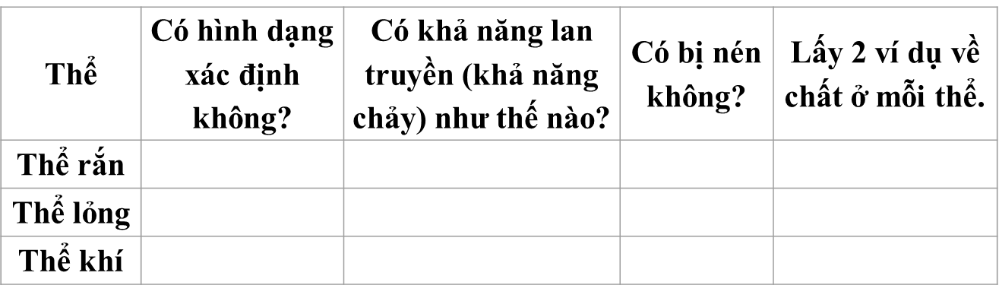 Thể
Có hình dạng
xác định
không?
Có khả năng lan
truyền (khả năng
chảy) như thế nào?
Có bị nén
không?
Lấy 2 ví dụ về
chất ở mỗi thể.
Thể rắn
Thể lỏng
Thể khí